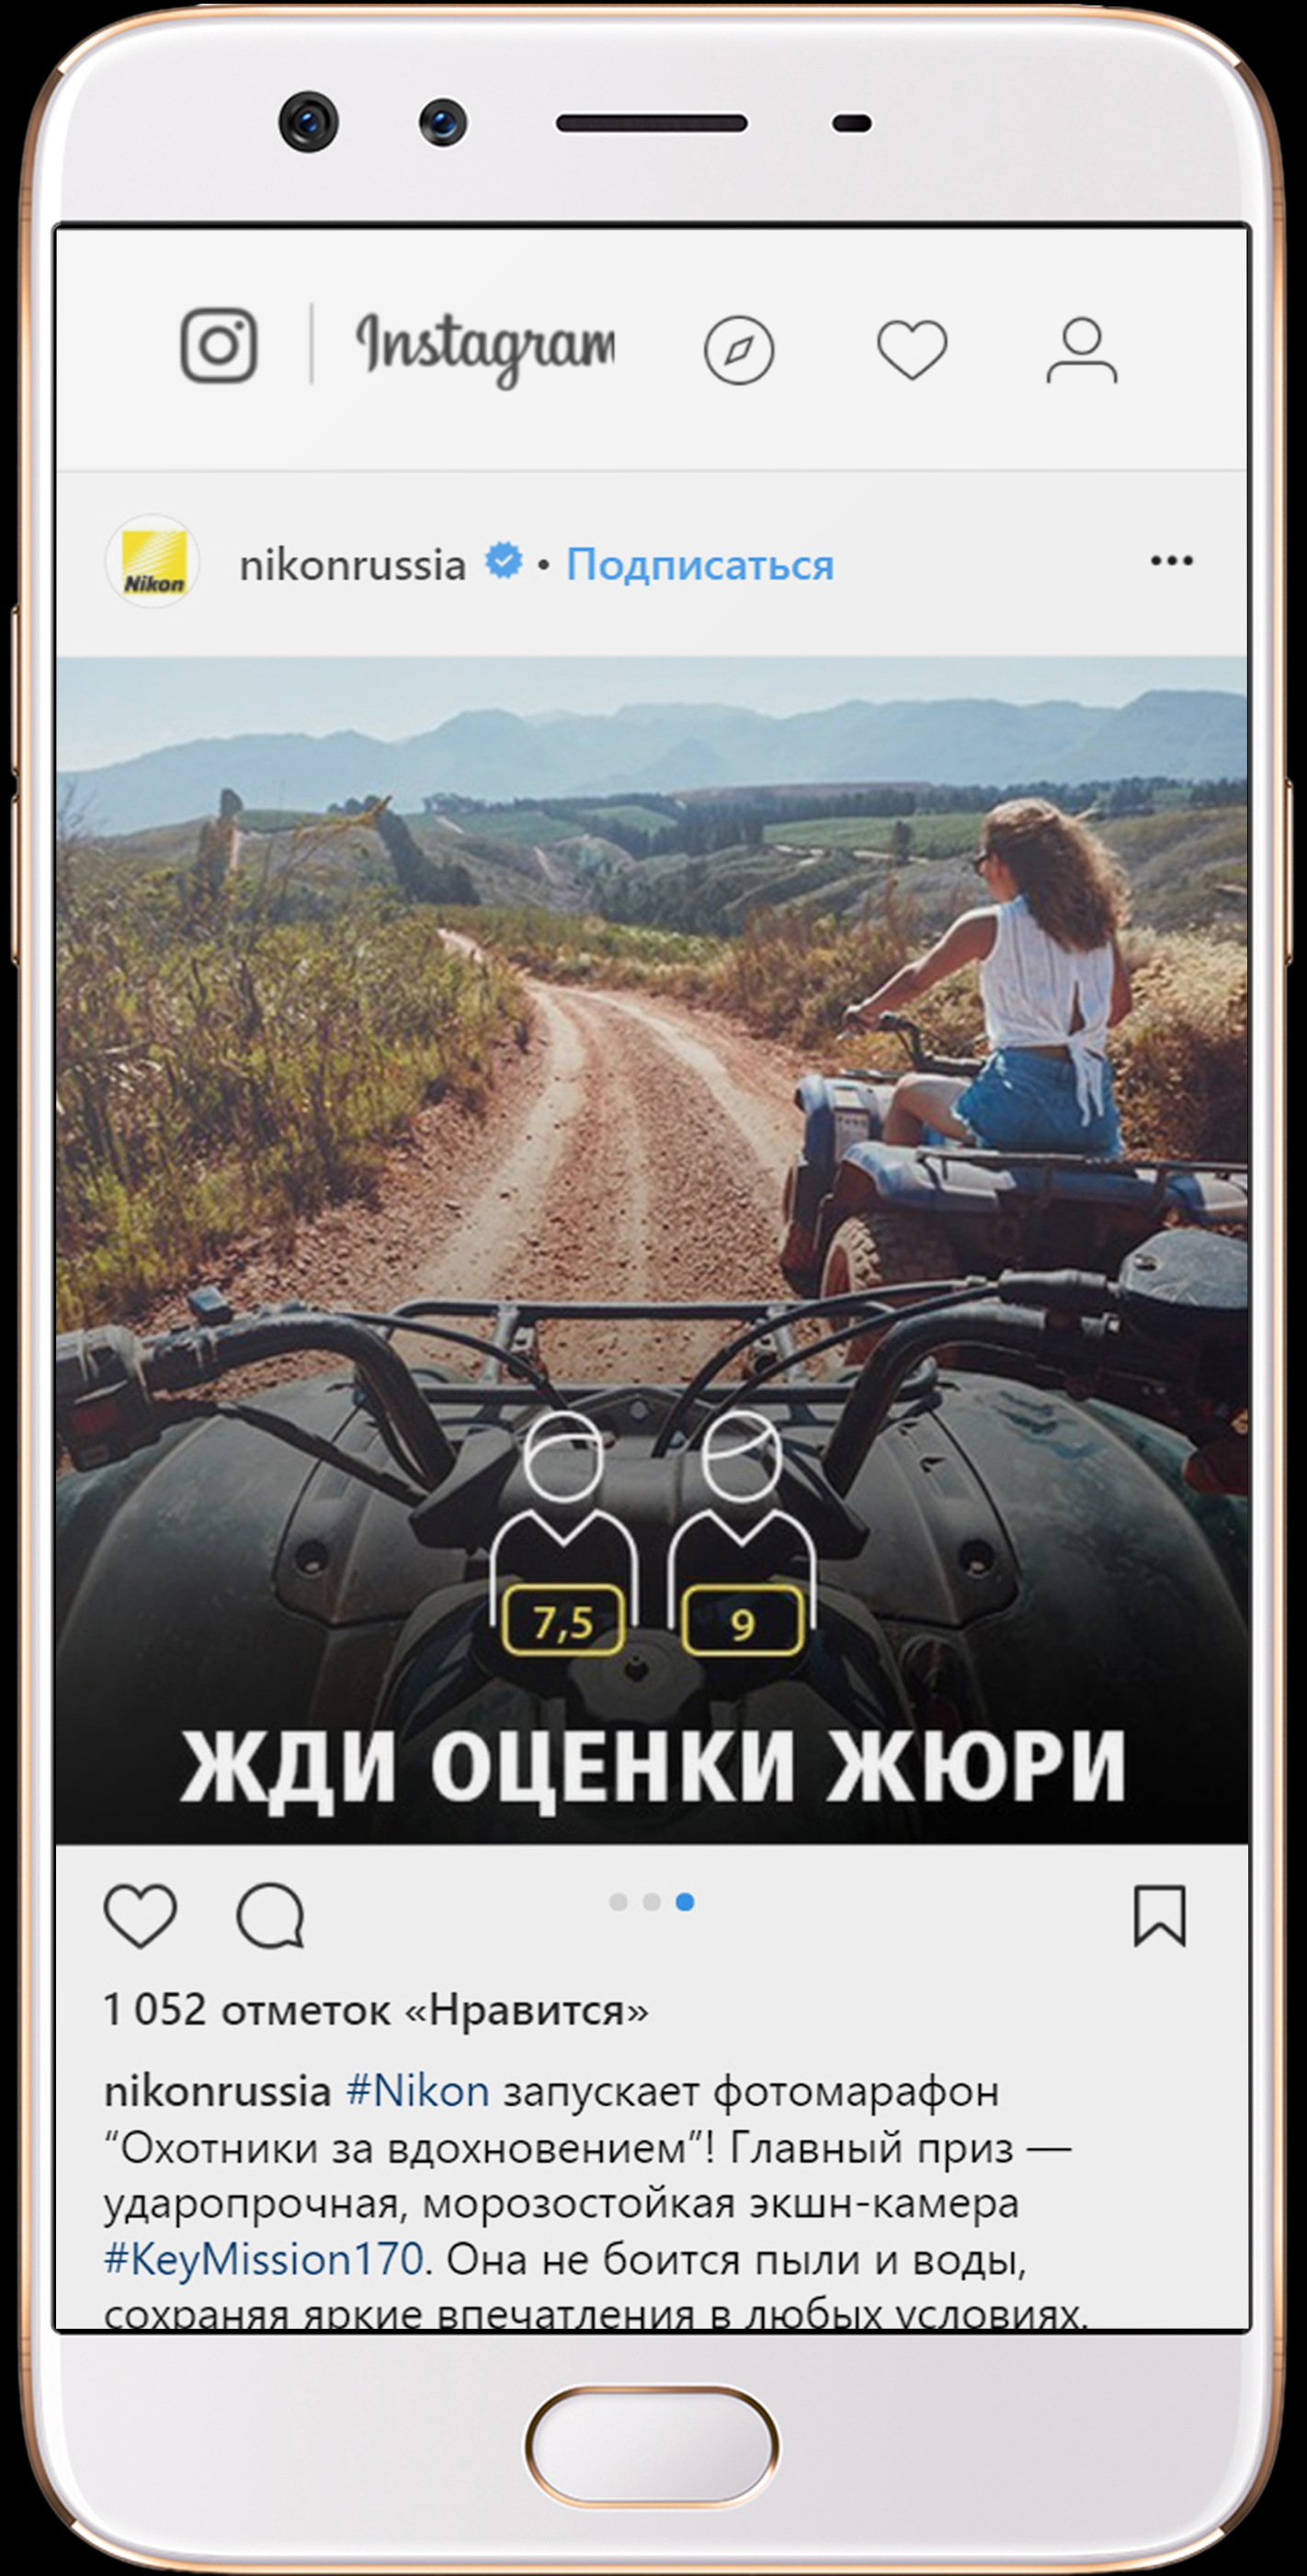 Instagram
Nikon
nikonrussia • Подписаться
7,5 9
ЖДИ ОЦЕНКИ ЖЮРИ
1 052 отметок «Нравится»
nikonrussia #Nikon запускает фотомарафон
“Охотники за вдохновением”! Главный приз —
ударопрочная, морозостойкая экшн-камера
#KeyMission170. Она не боится пыли и воды,
сохраняя яркие впечатления в любых условиях.